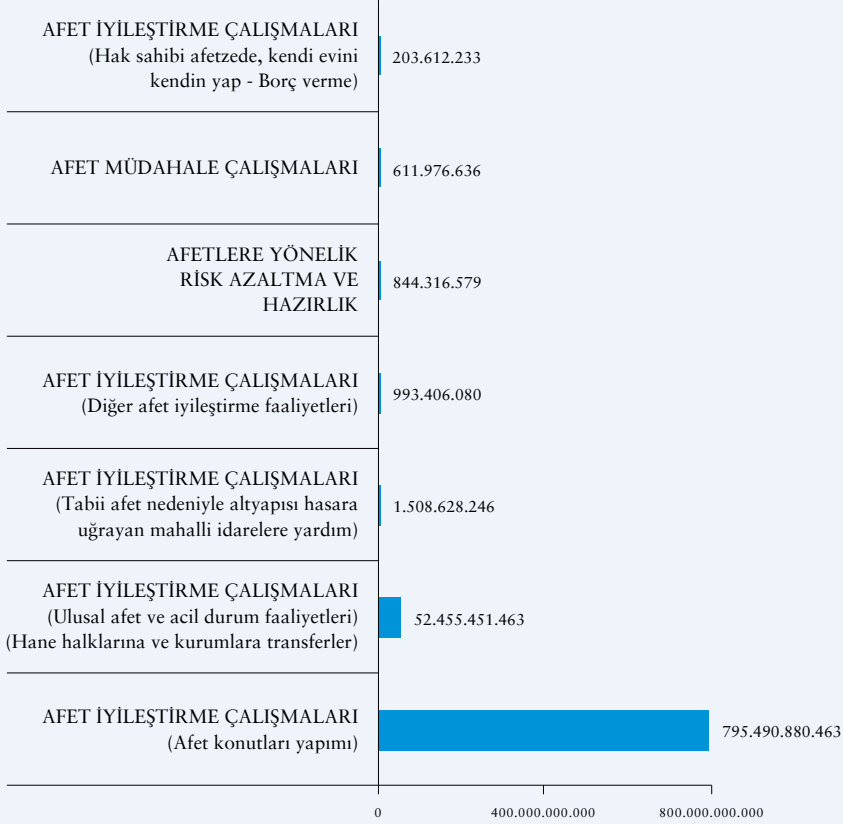 AFET İYİLEŞTİRME ÇALIŞMALARI
(Hak sahibi afetzede, kendi evini
kendin yap - Borç verme)
203.612.233
AFET MÜDAHALE ÇALIŞMALARI
611.976.636
AFETLERE YÖNELİK
RİSK AZALTMA VE
HAZIRLIK
844.316.579
AFET İYİLEŞTİRME ÇALIŞMALARI
(Diğer afet iyileştirme faaliyetleri)
993.406.080
AFET İYİLEŞTİRME ÇALIŞMALARI
(Tabii afet nedeniyle altyapısı hasara
uğrayan mahalli idarelere yardım)
1.508.628.246
AFET İYİLEŞTİRME ÇALIŞMALARI
(Ulusal afet ve acil durum faaliyetleri)
(Hane halklarına ve kurumlara transferler)
52.455.451.463
AFET İYİLEŞTİRME ÇALIŞMALARI
(Afet konutları yapımı)
795.490.880.463
0 400.000.000.000 800.000.000.000